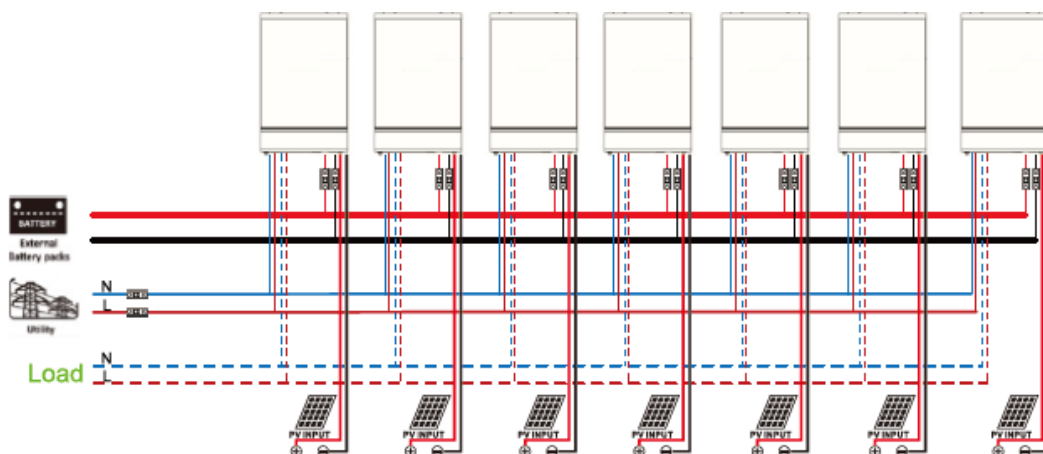 BATTERY
External
Battery packs
N
L
Utility
N
L
Load
PV INPUT
PV INPUT
PV INPUT
PV INPUT
PV INPUT
PV INPUT
PV INPUT